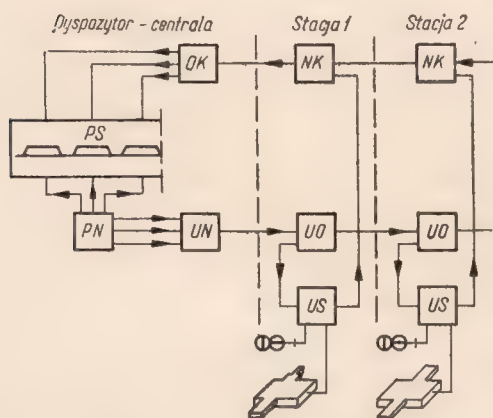 Dyspozytor - centrala
Stacja 1
Stacja 2
OK
NK
NK
PS
PN
UN
UO
UO
US
US